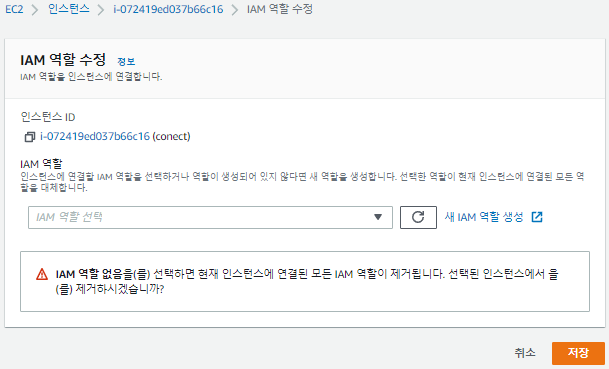 EC2 > 인스턴스 > i-072419ed037b66c16 > IAM 역할 수정
IAM 역할 수정 정보
IAM 역할을 인스턴스에 연결합니다.
인스턴스 ID
i-072419ed037b66c16 (conect)
IAM 역할
인스턴스에 연결할 IAM 역할을 선택하거나 역할이 생성되어 있지 않다면 새 역할을 생성합니다. 선택한 역할이 현재 인스턴스에 연결된 모든 역
할을 대체합니다.
IAM 역할 선택 새 IAM 역할 생성
IAM 역할 없음을(를) 선택하면 현재 인스턴스에 연결된 모든 IAM 역할이 제거됩니다. 선택된 인스턴스에서 을
(를) 제거하시겠습니까?
취소 저장